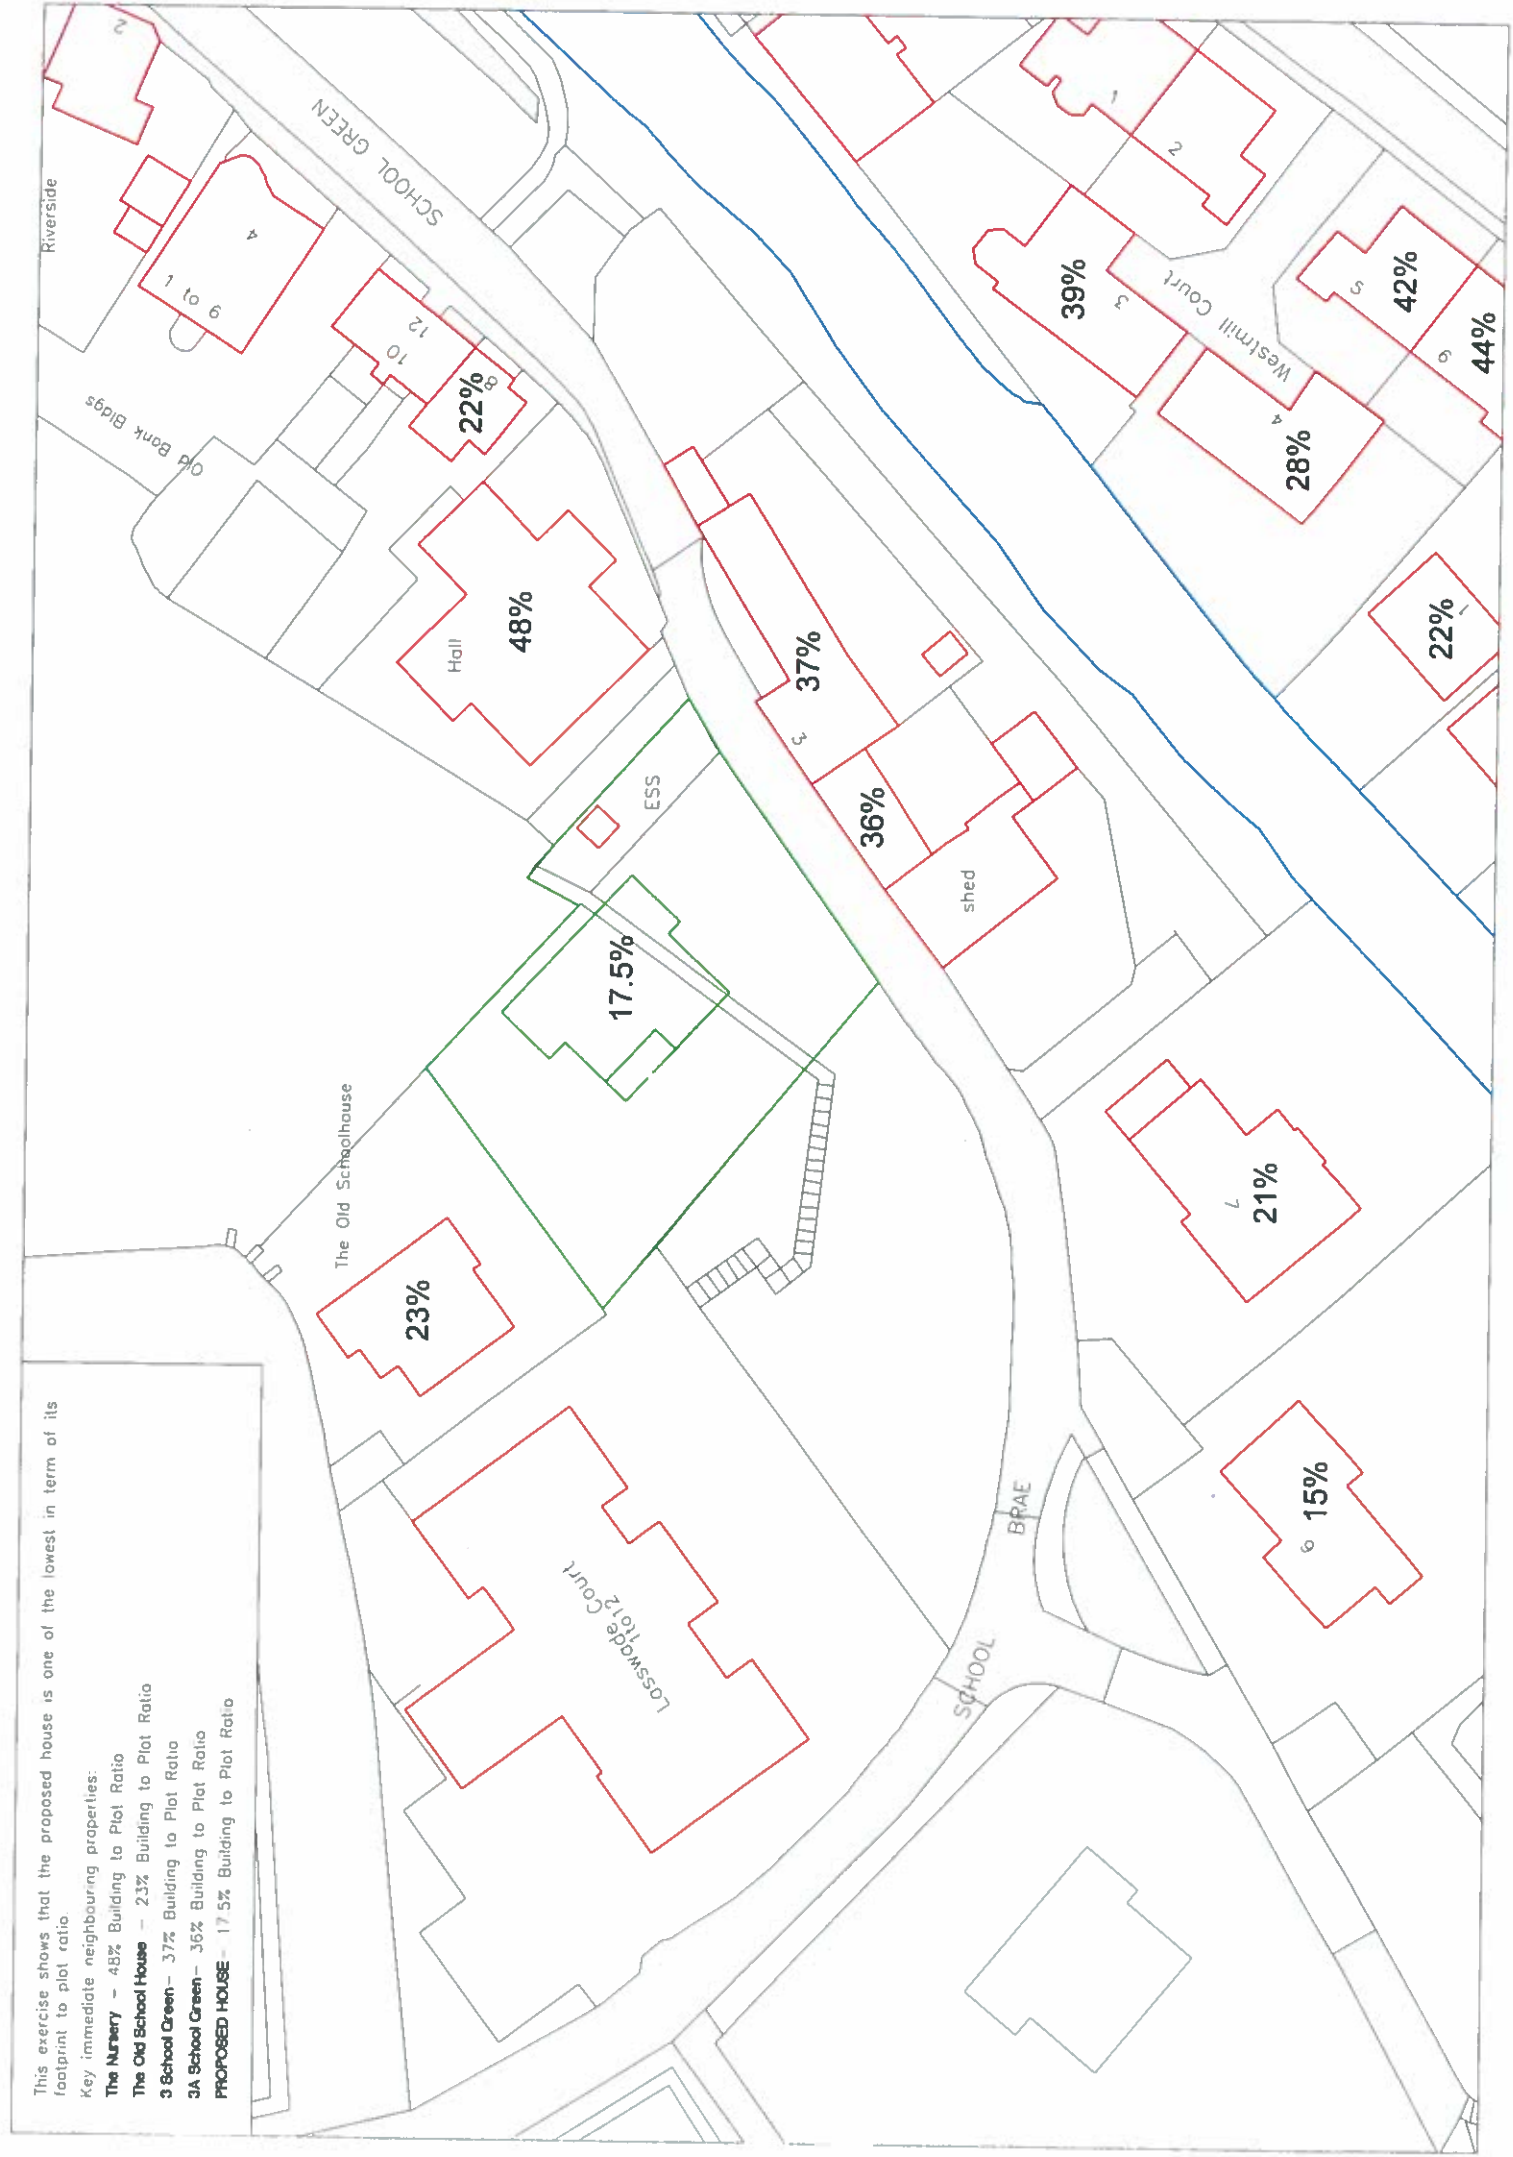 This exercise shows that the proposed house is one of the lowest in term of its
footprint to plot ratio.
Key immediate neighbouring properties:
The Nursery - 48% Building to Plot Ratio
The Old School House - 23% Building to Plot Ratio
3 School Green- 37% Building to Plot Ratio
3A School Green- 36% Building to Plot Ratio
PROPOSED HOUSE- 17.5% Building to Plot Ratio
2
Riverside
SCHOOL GREEN
4
1 to 9
12
10
8
22%
Old Bank Bldgs
Hall
48%
ESS
17.5%
The Old Schoolhouse
23%
Lasswade Court
1to12
SCHOOL
BRAE
3
37%
36%
shed
7
21%
6
15%
1
2
39%
3
Westmill Court
5
42%
6
44%
4
28%
22%
1